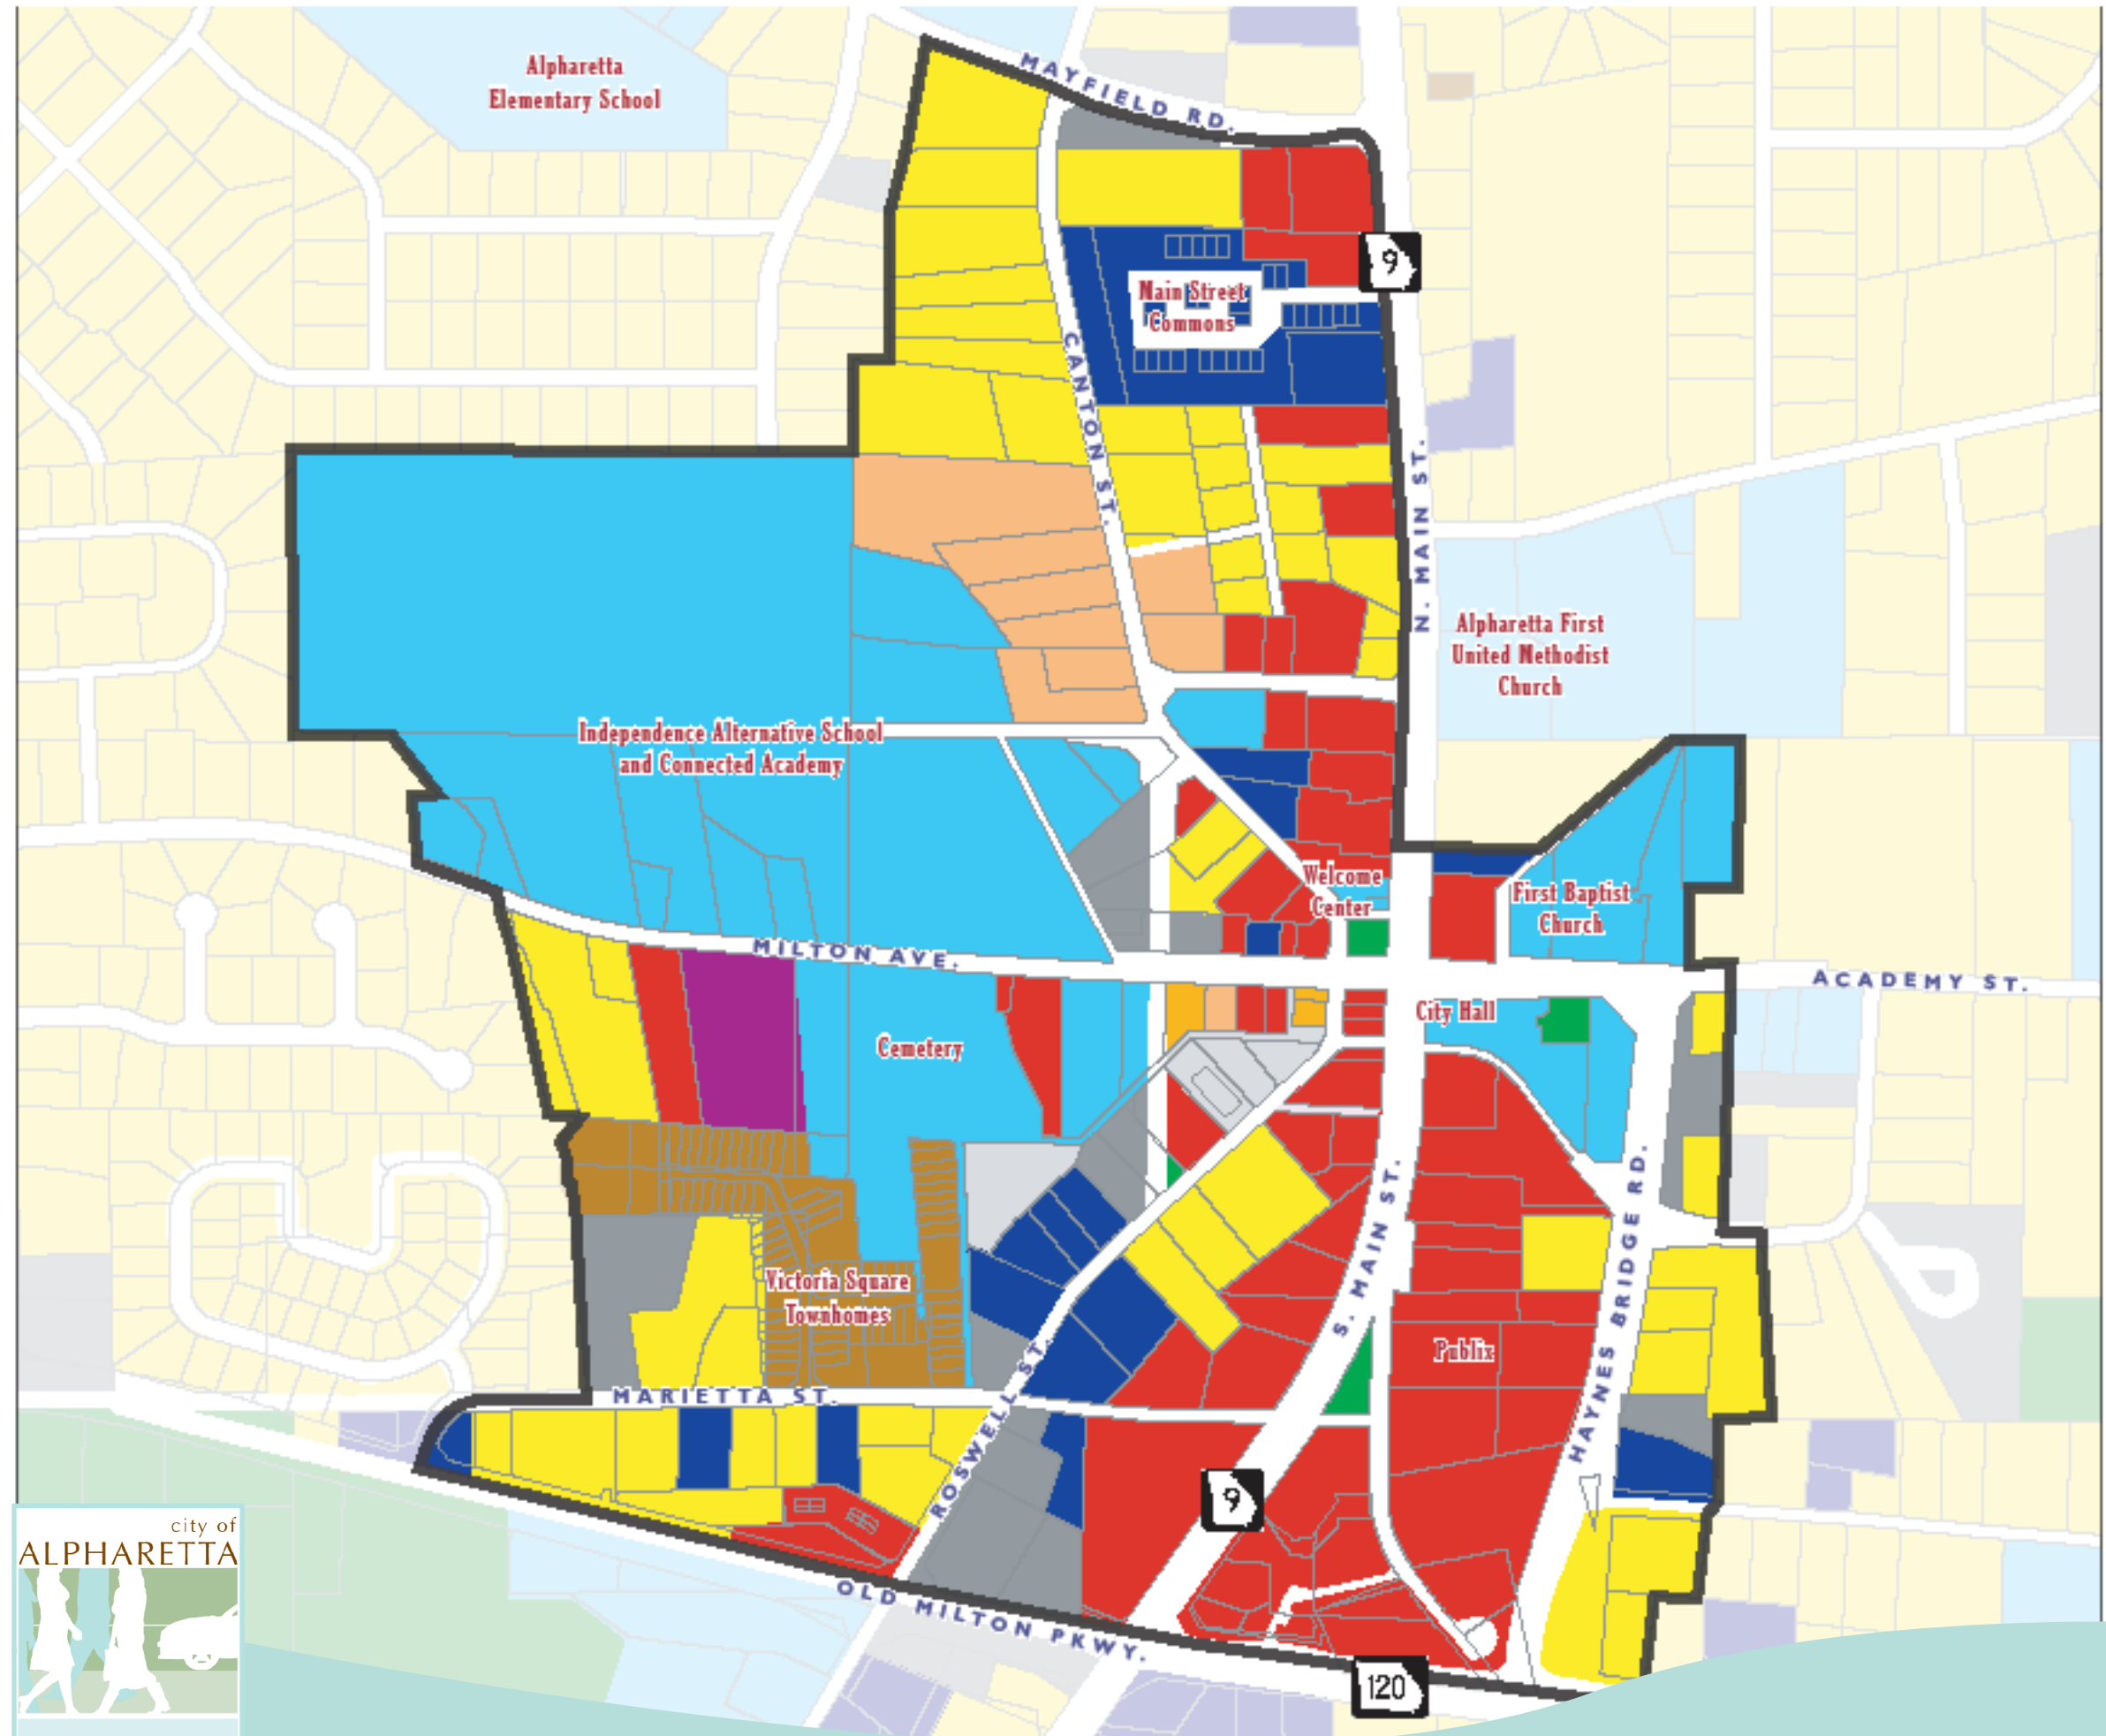 Alpharetta
Elementary School
MAYFIELD RD.
9
Main Street
Commons
CANTON ST.
N. MAIN ST.
Alpharetta First
United Methodist
Church
Independence Alternative School
and Connected Academy
Welcome
Center
First Baptist
Church
MILTON AVE.
ACADEMY ST.
City Hall
Cemetery
S. MAIN ST.
HAYNES BRIDGE RD.
Victoria Square
Townhomes
Publix
MARIETTA ST.
ROSWELL ST.
9
OLD MILTON PKWY.
120
city of
ALPHARETTA